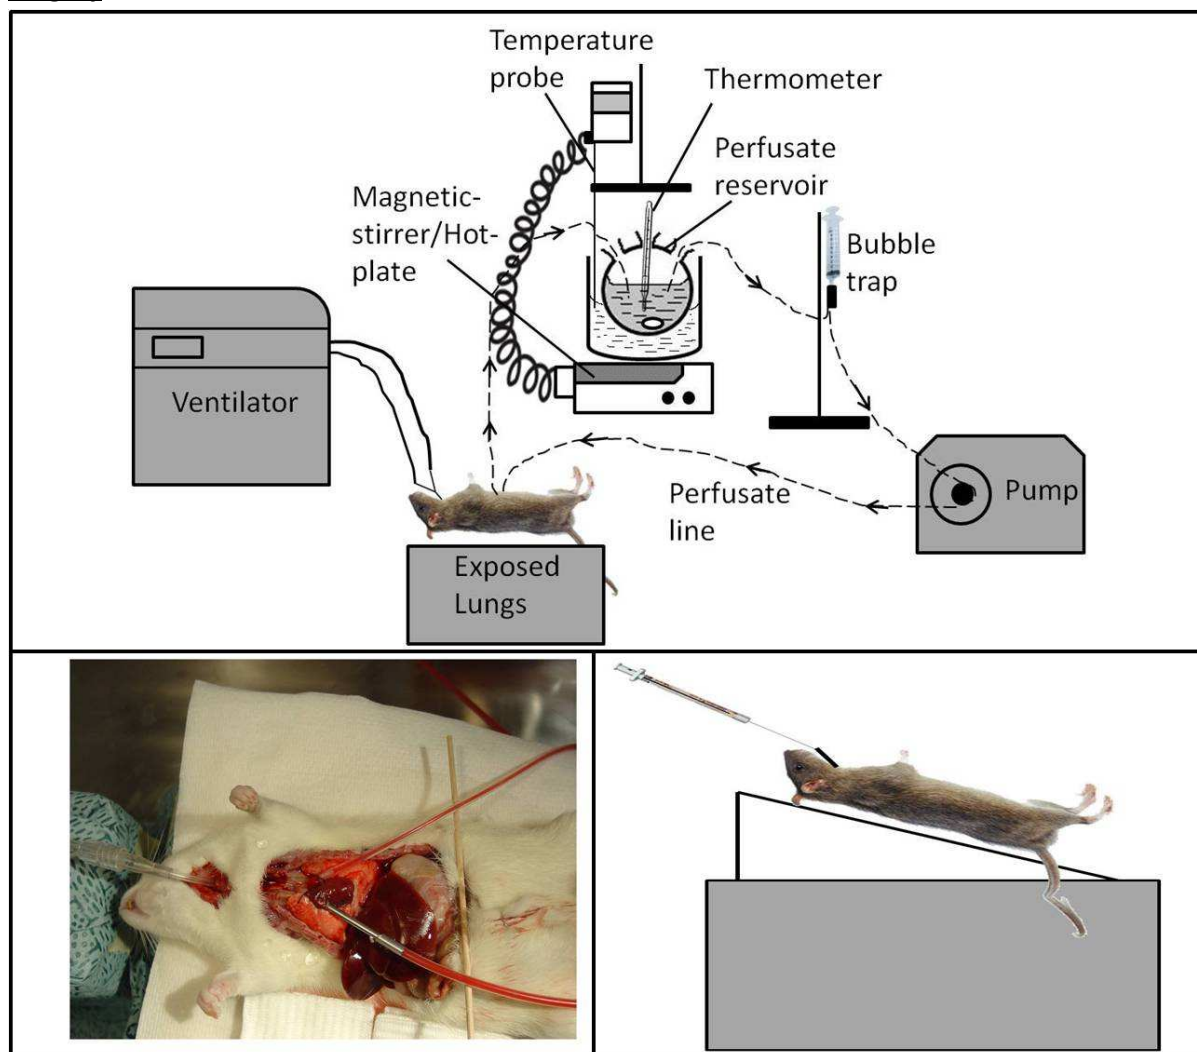 Temperature
probe
Thermometer
Perfusate
reservoir
Magnetic-
stirrer/Hot-
plate
Bubble
trap
Ventilator
Perfusate
line
Pump
Exposed
Lungs